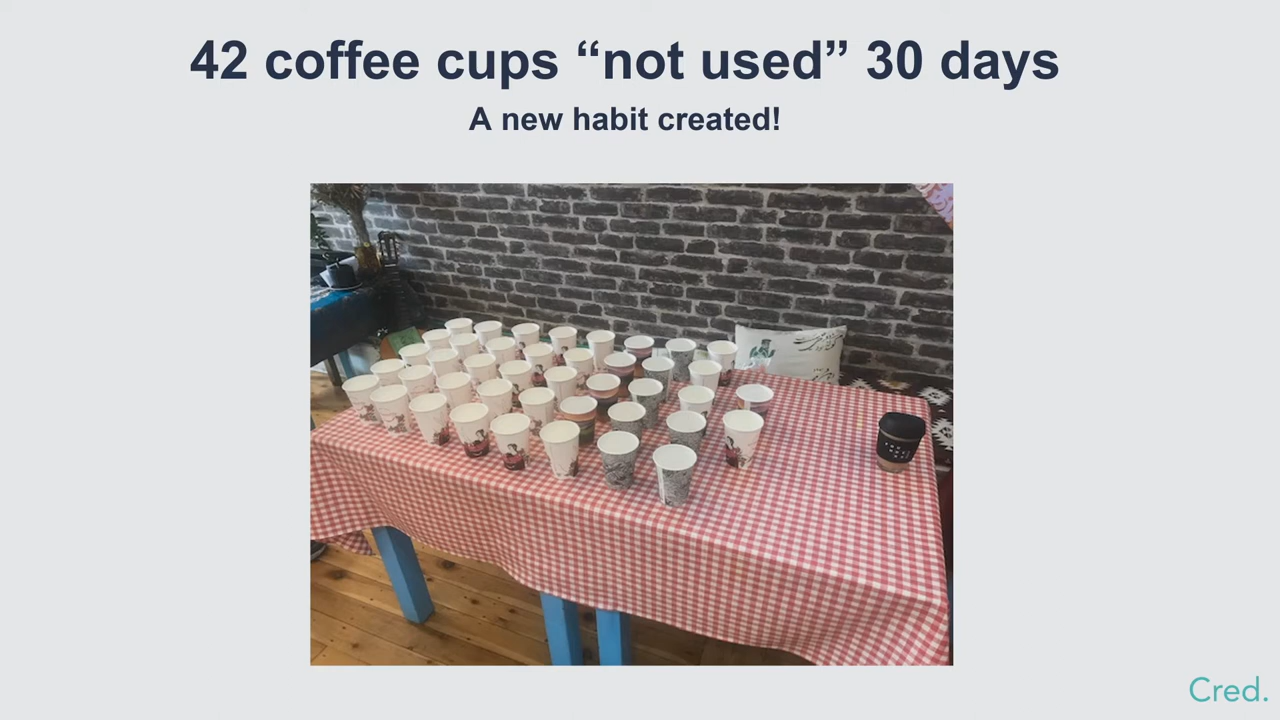 42 coffee cups “not used” 30 days
A new habit created!
Cred.